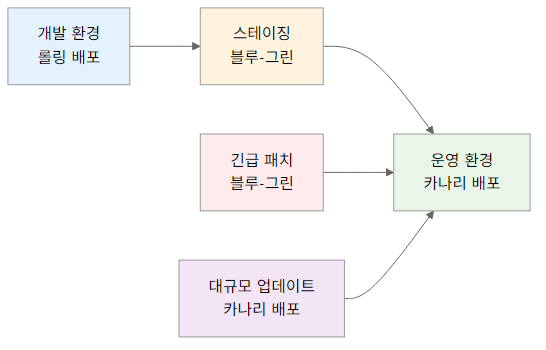 개발 환경
롤링 배포
스테이징
블루-그린
긴급 패치
블루-그린
운영 환경
카나리 배포
대규모 업데이트
카나리 배포